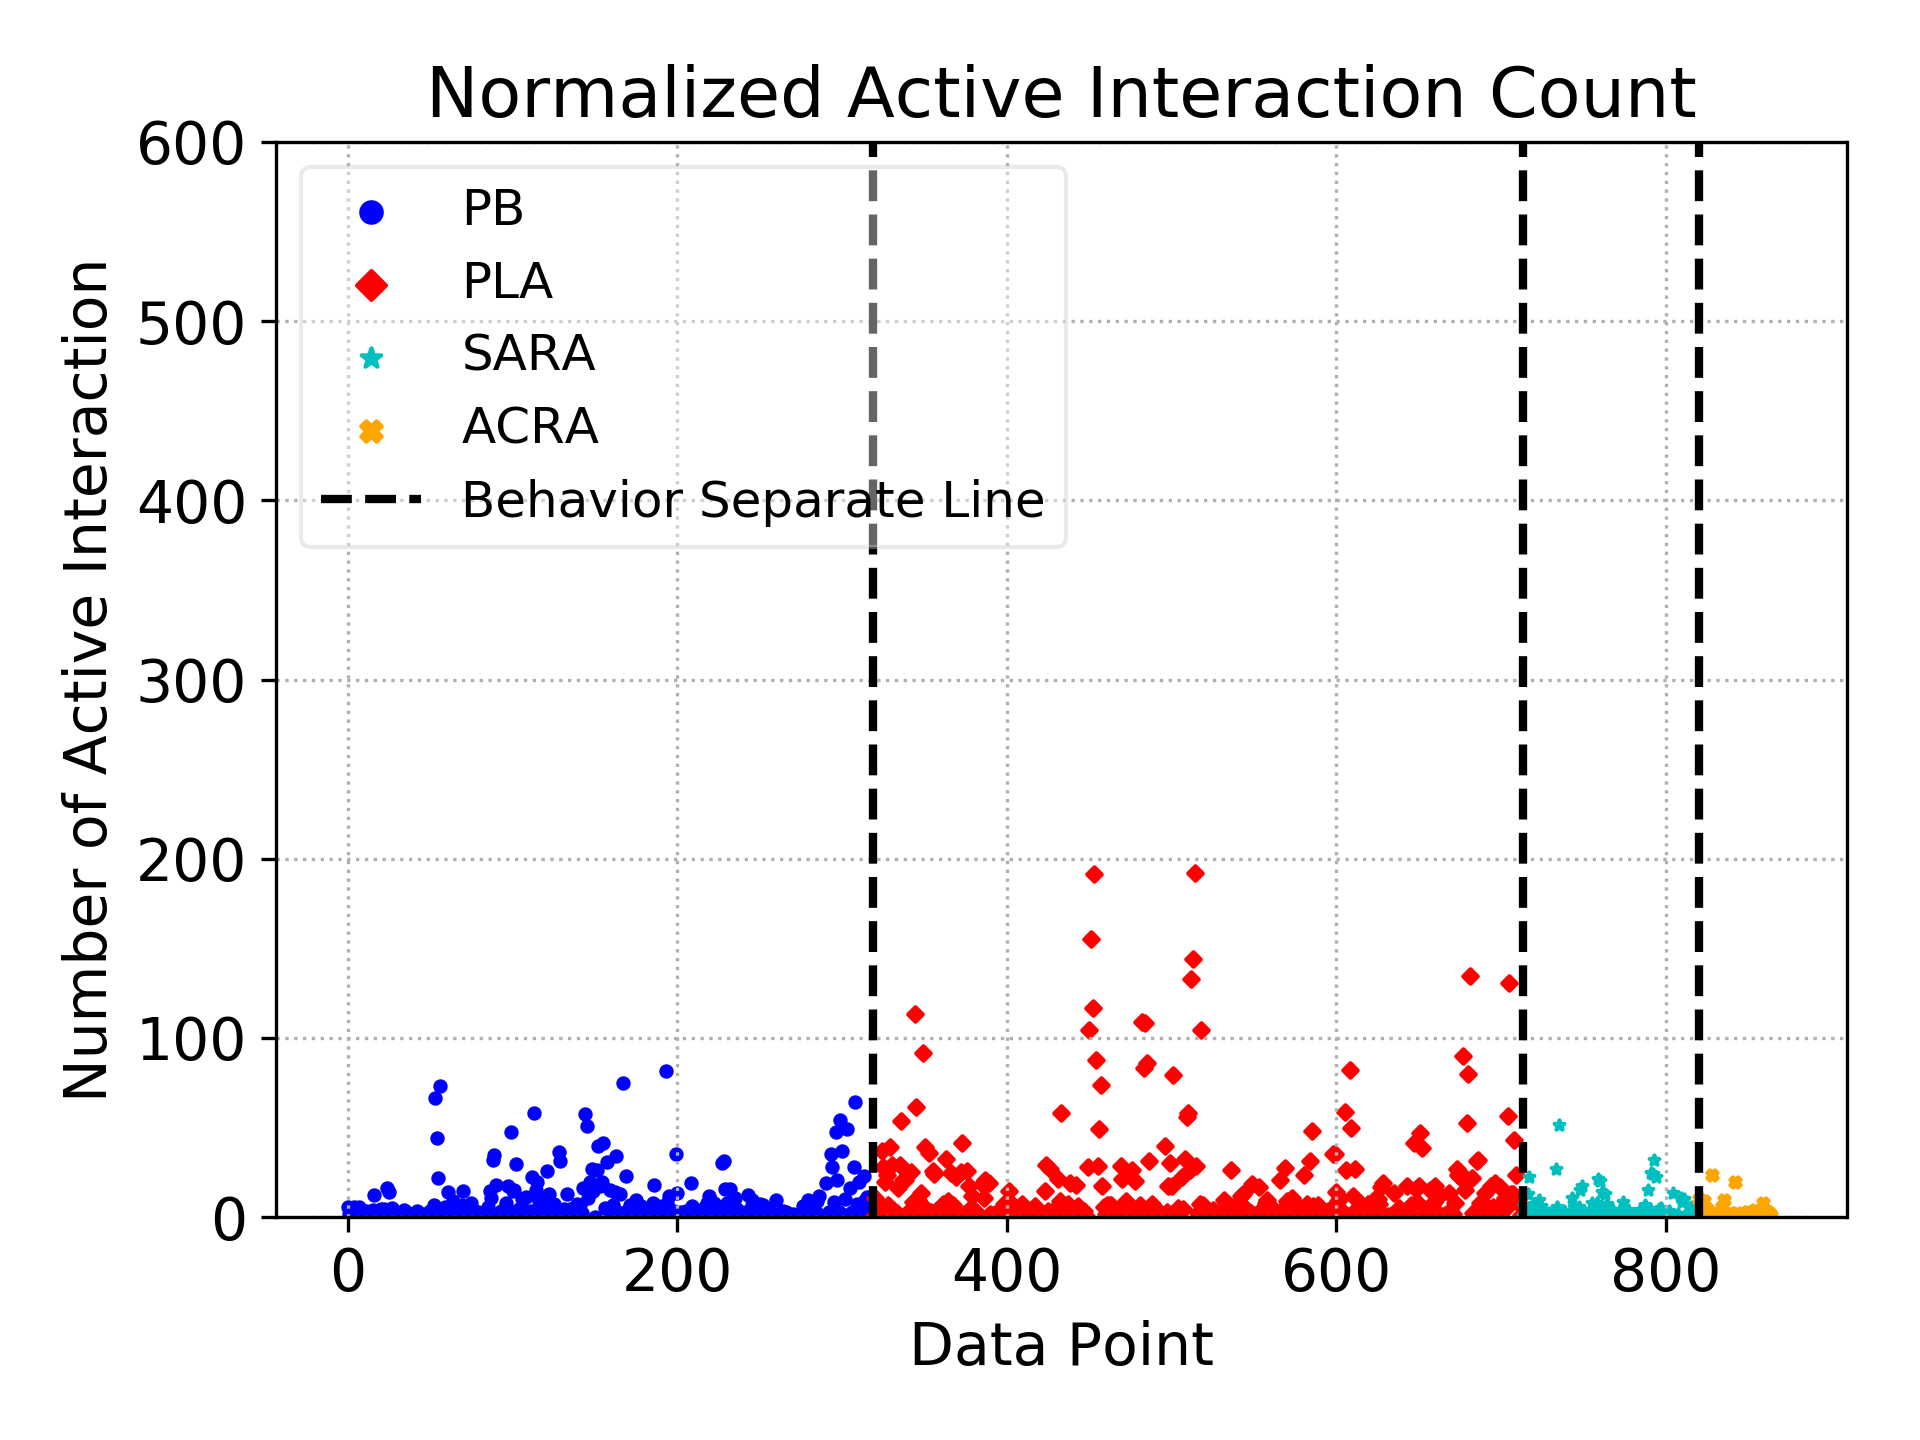 Normalized Active Interaction Count
Number of Active Interaction
600
500
400
300
200
100
0
PB
PLA
SARA
ACRA
Behavior Separate Line
0 200 400 600 800
Data Point